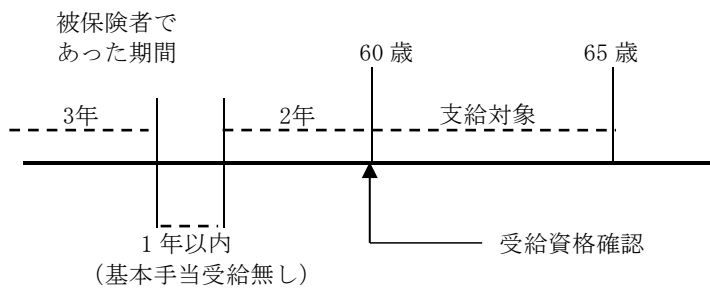 被保険者で
あった期間
60 歳
65 歳
3年
2年
支給対象
1 年以内
（基本手当受給無し）
受給資格確認